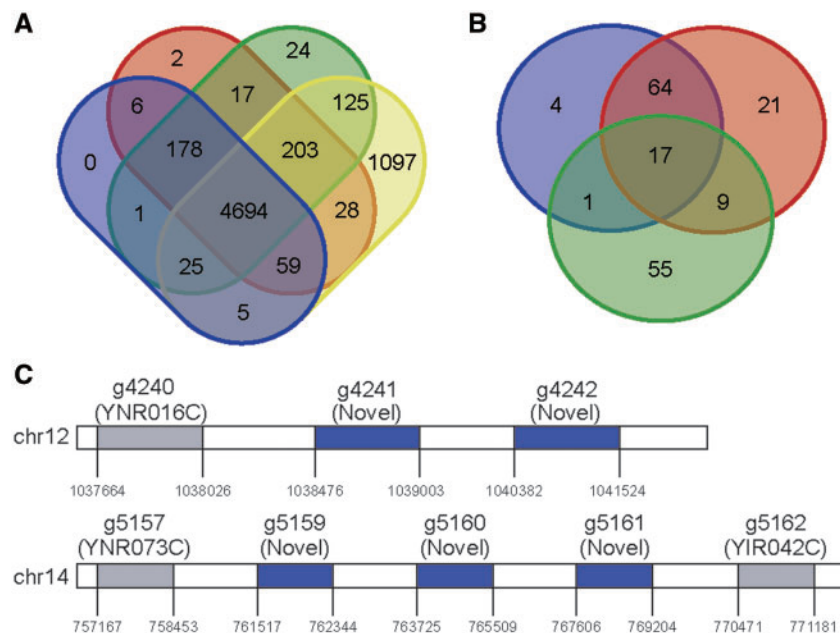 A
B
2
24
6
17
125
0
178
203
1097
1
4694
28
25
59
5
4
64
21
17
1
9
55
C
g4240 g4241 g4242
(YNR016C) (Novel) (Novel)
chr12
1037664 1038026 1038476 1039003 1040382 1041524
g5157 g5159 g5160 g5161 g5162
(YNR073C) (Novel) (Novel) (Novel) (YIR042C)
chr14
757167 758453 761517 762344 763725 765509 767606 769204 770471 771181